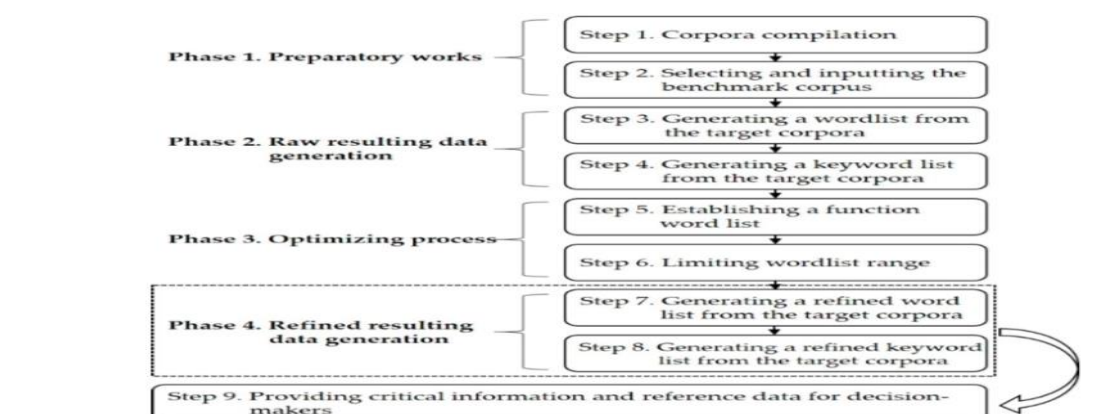 Phase 1. Preparatory works
Step 1. Corpora compilation
Step 2. Selecting and inputting the
benchmark corpus
Phase 2. Raw resulting data
generation
Step 3. Generating a wordlist from
the target corpora
Step 4. Generating a keyword list
from the target corpora
Phase 3. Optimizing process
Step 5. Establishing a function
word list
Step 6. Limiting wordlist range
Phase 4. Refined resulting
data generation
Step 7. Generating a refined word
list from the target corpora
Step 8. Generating a refined keyword
list from the target corpora
Step 9. Providing critical information and reference data for decision-
makers